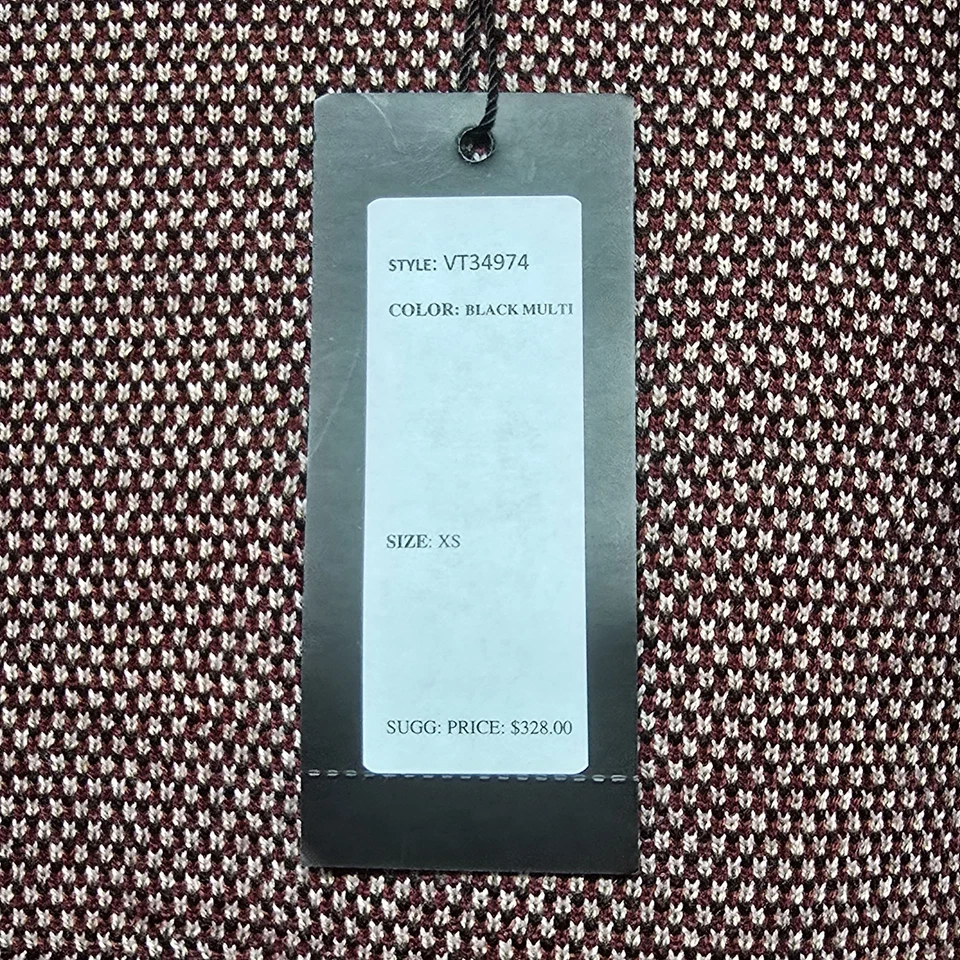 STYLE: VT34974
COLOR: BLACK MULTI
SIZE: XS
SUGG: PRICE: $328.00